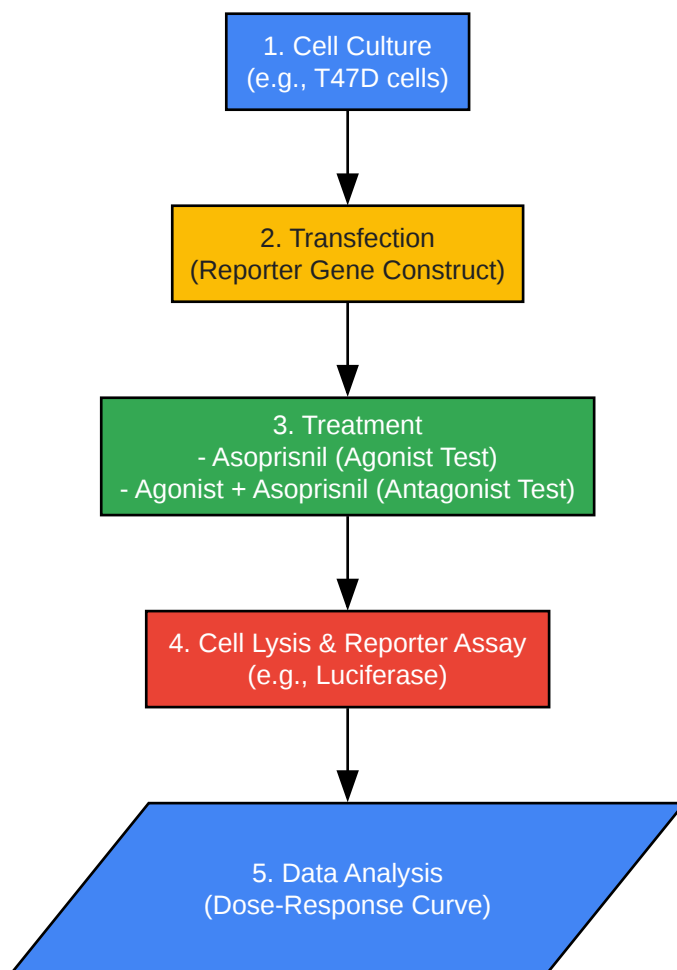 1. Cell Culture
(e.g., T47D cells)
2. Transfection
(Reporter Gene Construct)
3. Treatment
- Asoprisnil (Agonist Test)
- Agonist + Asoprisnil (Antagonist Test)
4. Cell Lysis & Reporter Assay
(e.g., Luciferase)
5. Data Analysis
(Dose-Response Curve)